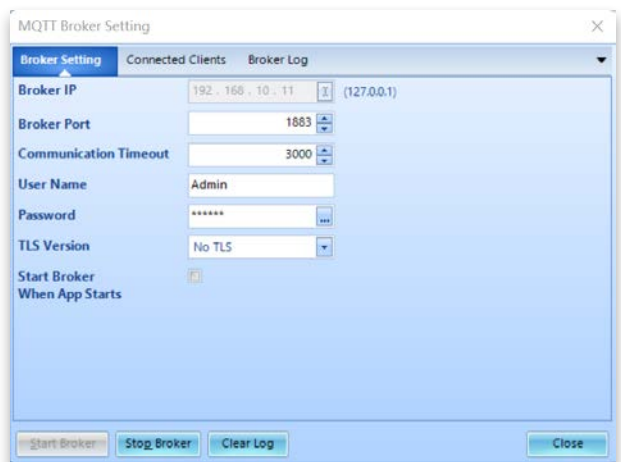 MQTT Broker Setting
Broker Setting Connected Clients Broker Log
Broker IP 192 . 168 . 10 . 11 (127.0.0.1)
Broker Port 1883
Communication Timeout 3000
User Name Admin
Password ******
TLS Version No TLS
Start Broker
When App Starts
Start Broker Stop Broker Clear Log Close